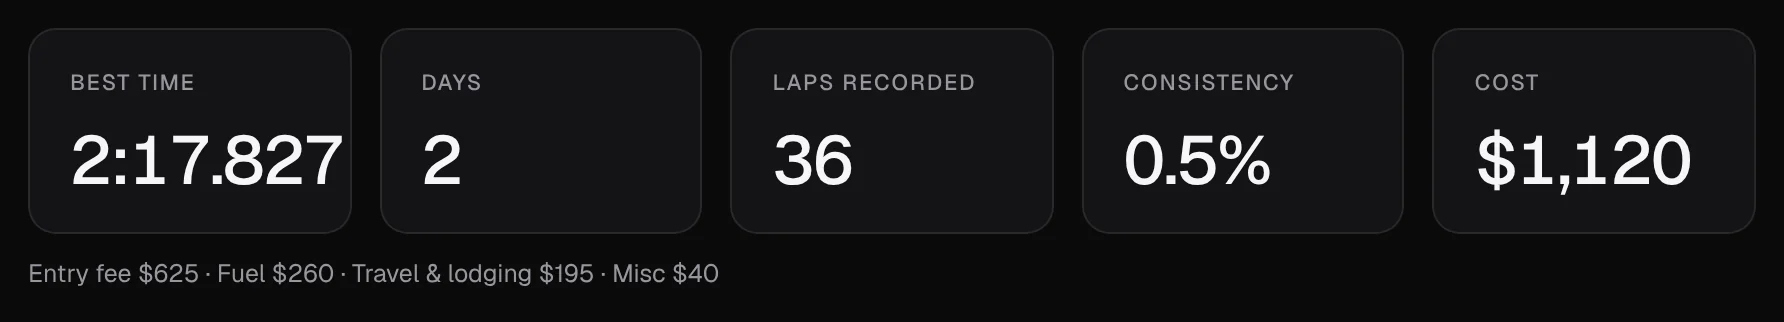 BEST TIME
2:17.827
DAYS
2
LAPS RECORDED
36
CONSISTENCY
0.5%
COST
$1,120
Entry fee $625 · Fuel $260 · Travel & lodging $195 · Misc $40